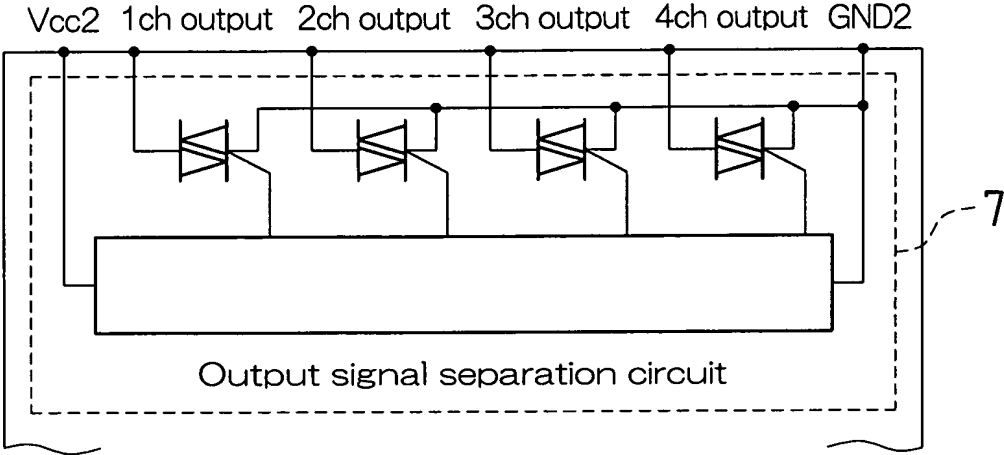 Vcc2 1ch output 2ch output 3ch output 4ch output GND2
7
Output signal separation circuit